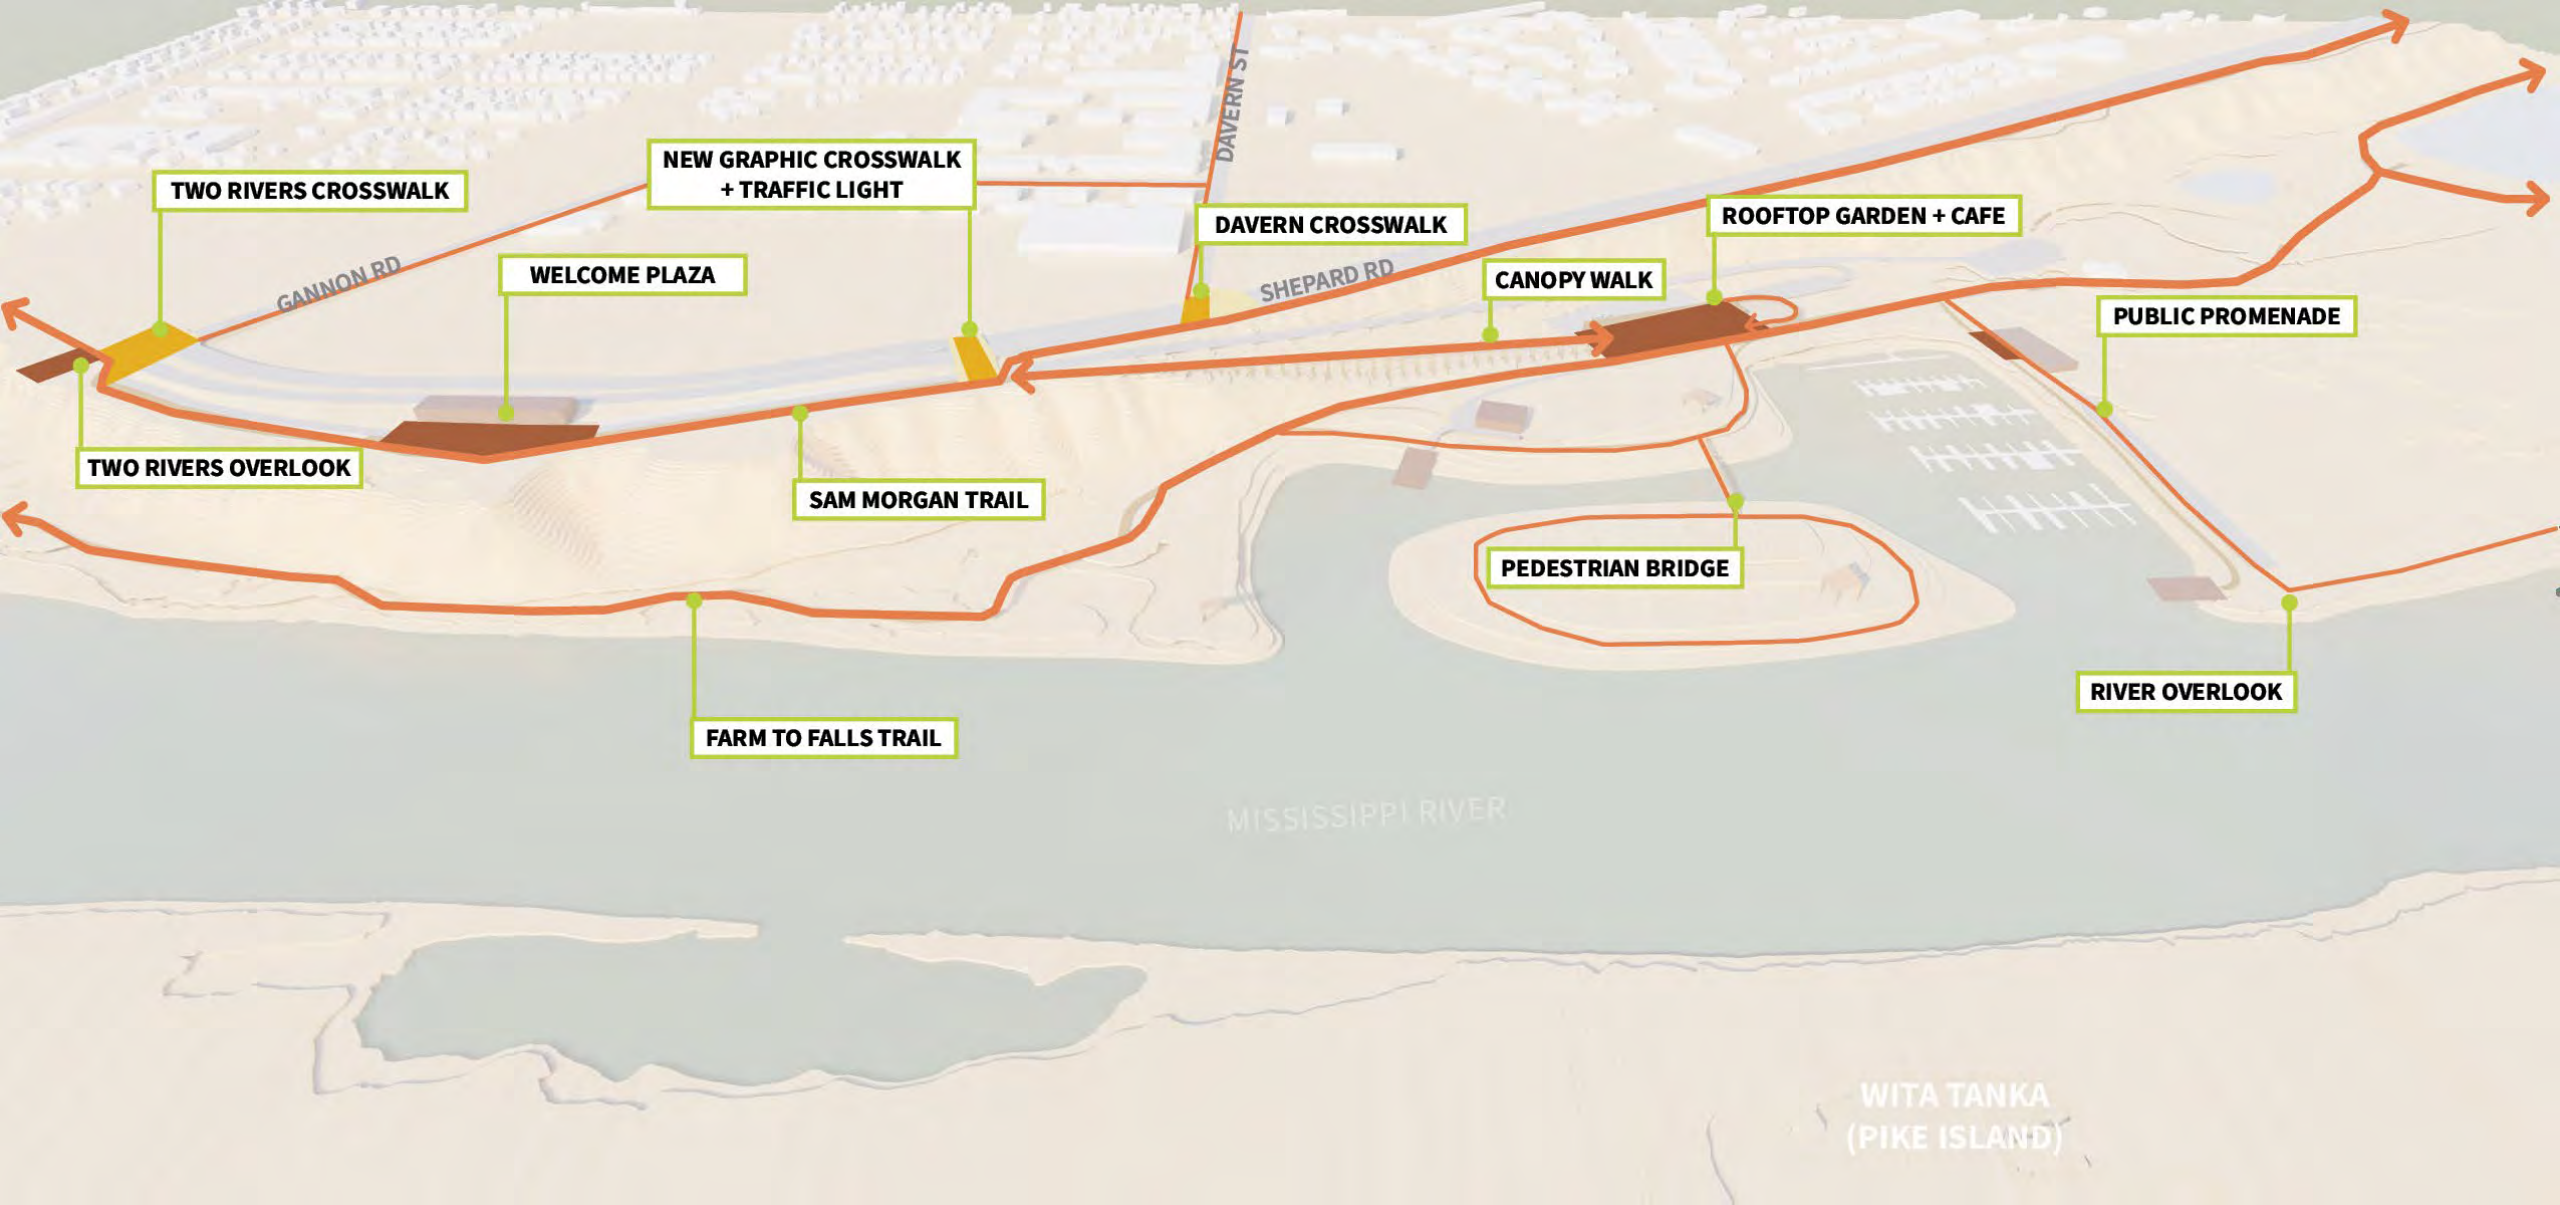 DAVERN ST
NEW GRAPHIC CROSSWALK
+ TRAFFIC LIGHT
TWO RIVERS CROSSWALK
ROOFTOP GARDEN + CAFE
DAVERN CROSSWALK
GANNON RD
WELCOME PLAZA
SHEPARD RD
CANOPY WALK
PUBLIC PROMENADE
TWO RIVERS OVERLOOK
SAM MORGAN TRAIL
PEDESTRIAN BRIDGE
RIVER OVERLOOK
FARM TO FALLS TRAIL
MISSISSIPPI RIVER
WITA TANKA
(PIKE ISLAND)